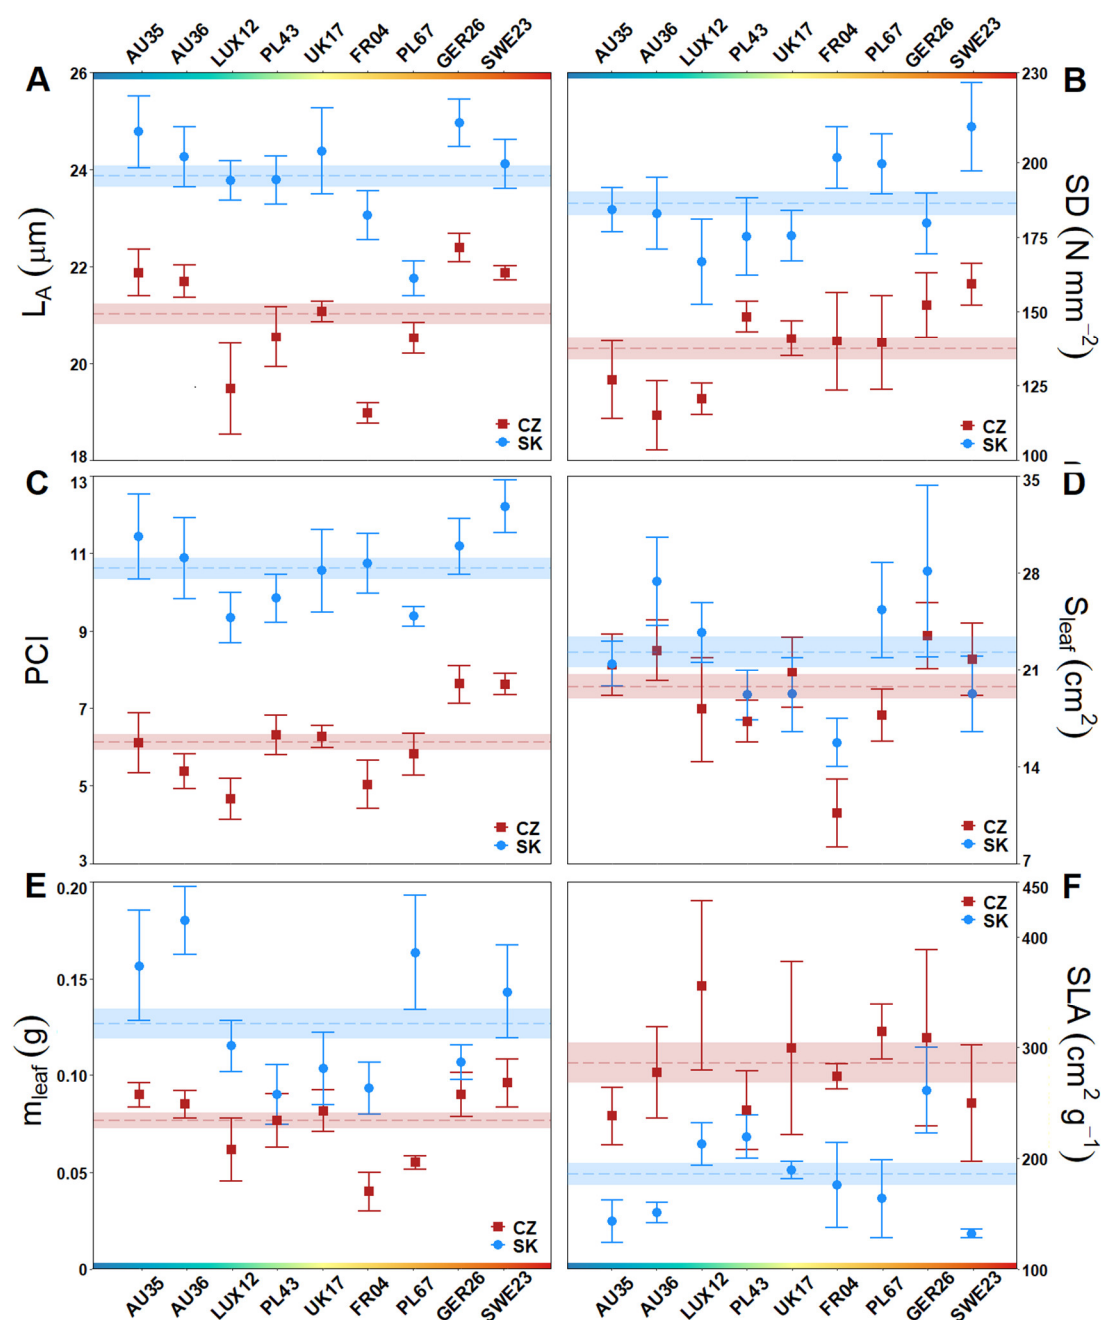 AU35 AU36 LUX12 PL43 UK17 FR04 PL67 GER26 SWE23
AU35 AU36 LUX12 PL43 UK17 FR04 PL67 GER26 SWE23
A
26
24
22
20
18
L_A (μm)
CZ
SK
B
230
200
175
150
125
100
SD (N mm⁻²)
CZ
SK
C
13
11
9
7
5
3
PCI
CZ
SK
D
35
28
21
14
7
S_leaf (cm²)
CZ
SK
E
0.20
0.15
0.10
0.05
0
m_leaf (g)
CZ
SK
F
450
400
300
200
100
SLA (cm² g⁻¹)
CZ
SK
AU35 AU36 LUX12 PL43 UK17 FR04 PL67 GER26 SWE23
AU35 AU36 LUX12 PL43 UK17 FR04 PL67 GER26 SWE23